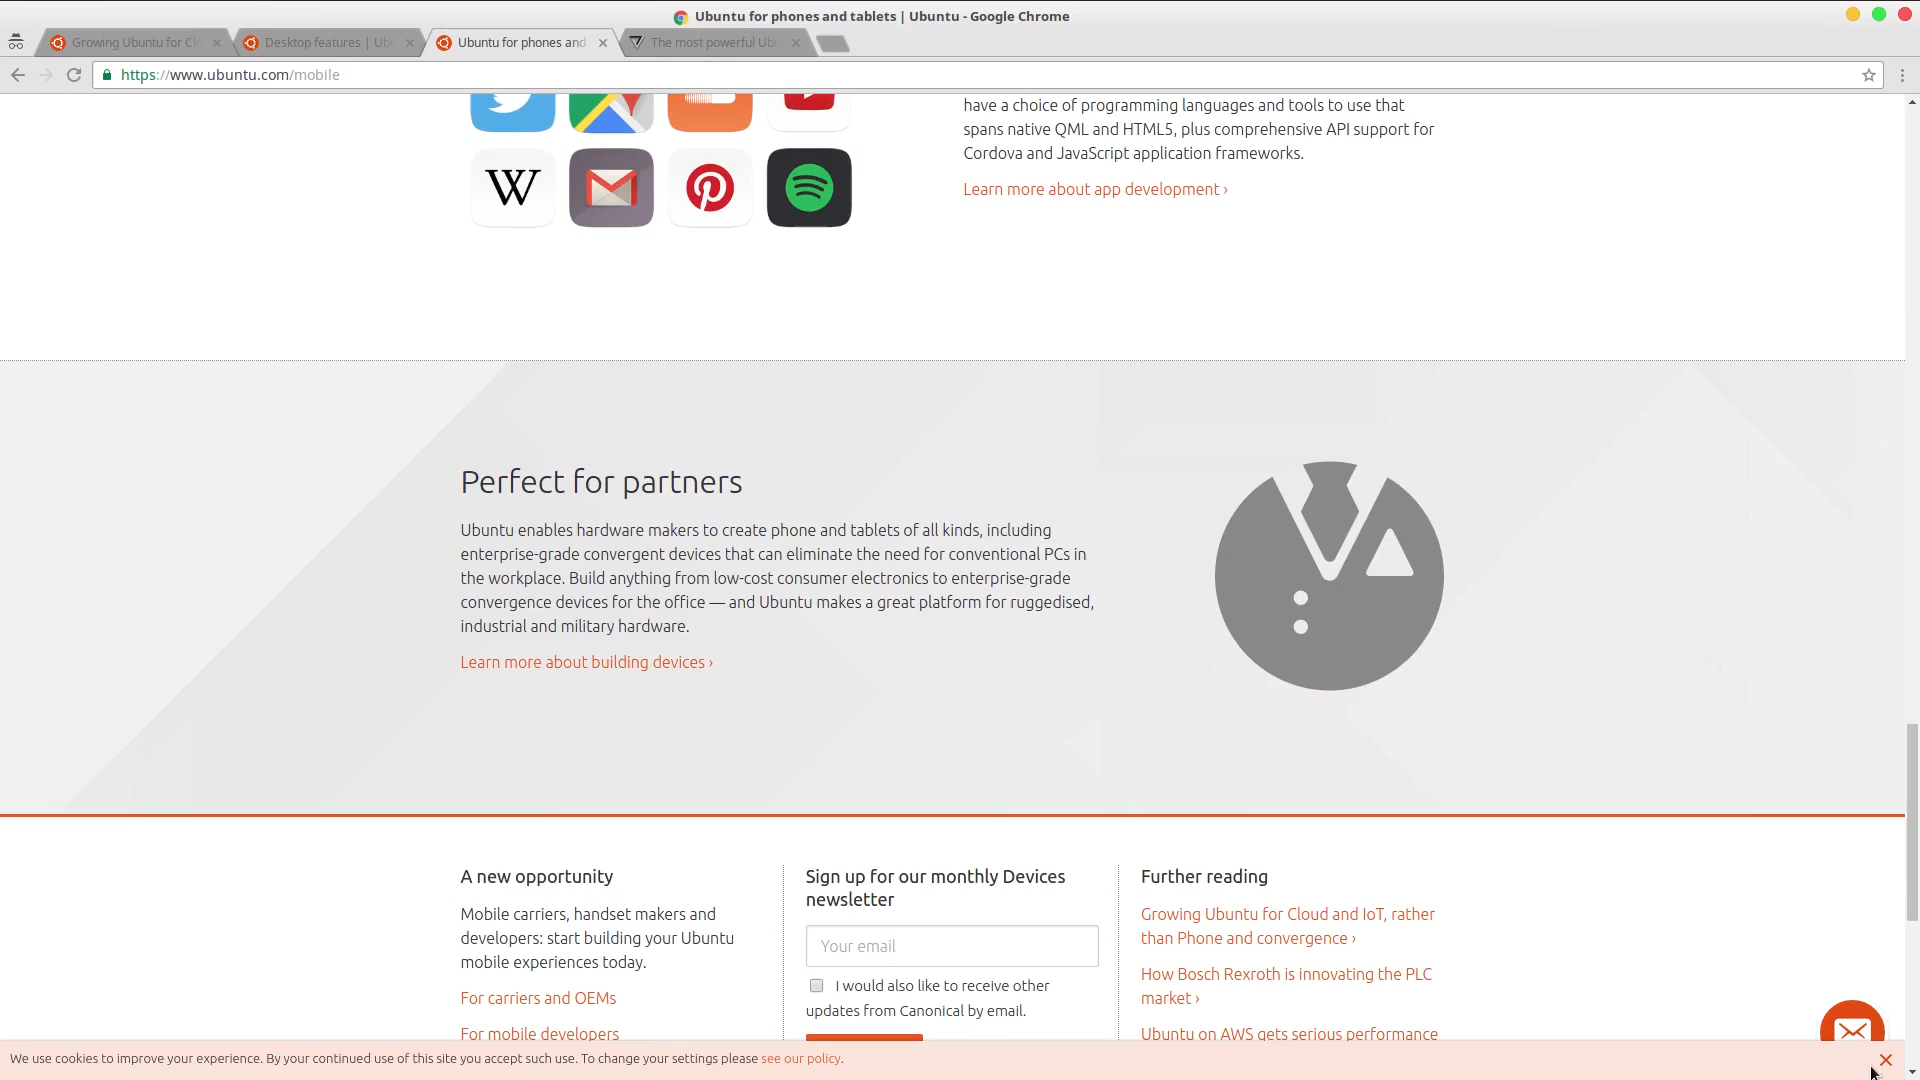 Ubuntu for phones and tablets | Ubuntu - Google Chrome
Growing Ubuntu for Cl
Desktop features | Ub
Ubuntu for phones and
The most powerful Ubu
https://www.ubuntu.com/mobile
have a choice of programming languages and tools to use that
spans native QML and HTML5, plus comprehensive API support for
Cordova and JavaScript application frameworks.
Learn more about app development ›
W
Perfect for partners
Ubuntu enables hardware makers to create phone and tablets of all kinds, including
enterprise-grade convergent devices that can eliminate the need for conventional PCs in
the workplace. Build anything from low-cost consumer electronics to enterprise-grade
convergence devices for the office — and Ubuntu makes a great platform for ruggedised,
industrial and military hardware.
Learn more about building devices ›
A new opportunity
Mobile carriers, handset makers and
developers: start building your Ubuntu
mobile experiences today.
For carriers and OEMs
For mobile developers
Sign up for our monthly Devices
newsletter
Your email
I would also like to receive other
updates from Canonical by email.
Further reading
Growing Ubuntu for Cloud and IoT, rather
than Phone and convergence ›
How Bosch Rexroth is innovating the PLC
market ›
Ubuntu on AWS gets serious performance
We use cookies to improve your experience. By your continued use of this site you accept such use. To change your settings please see our policy.